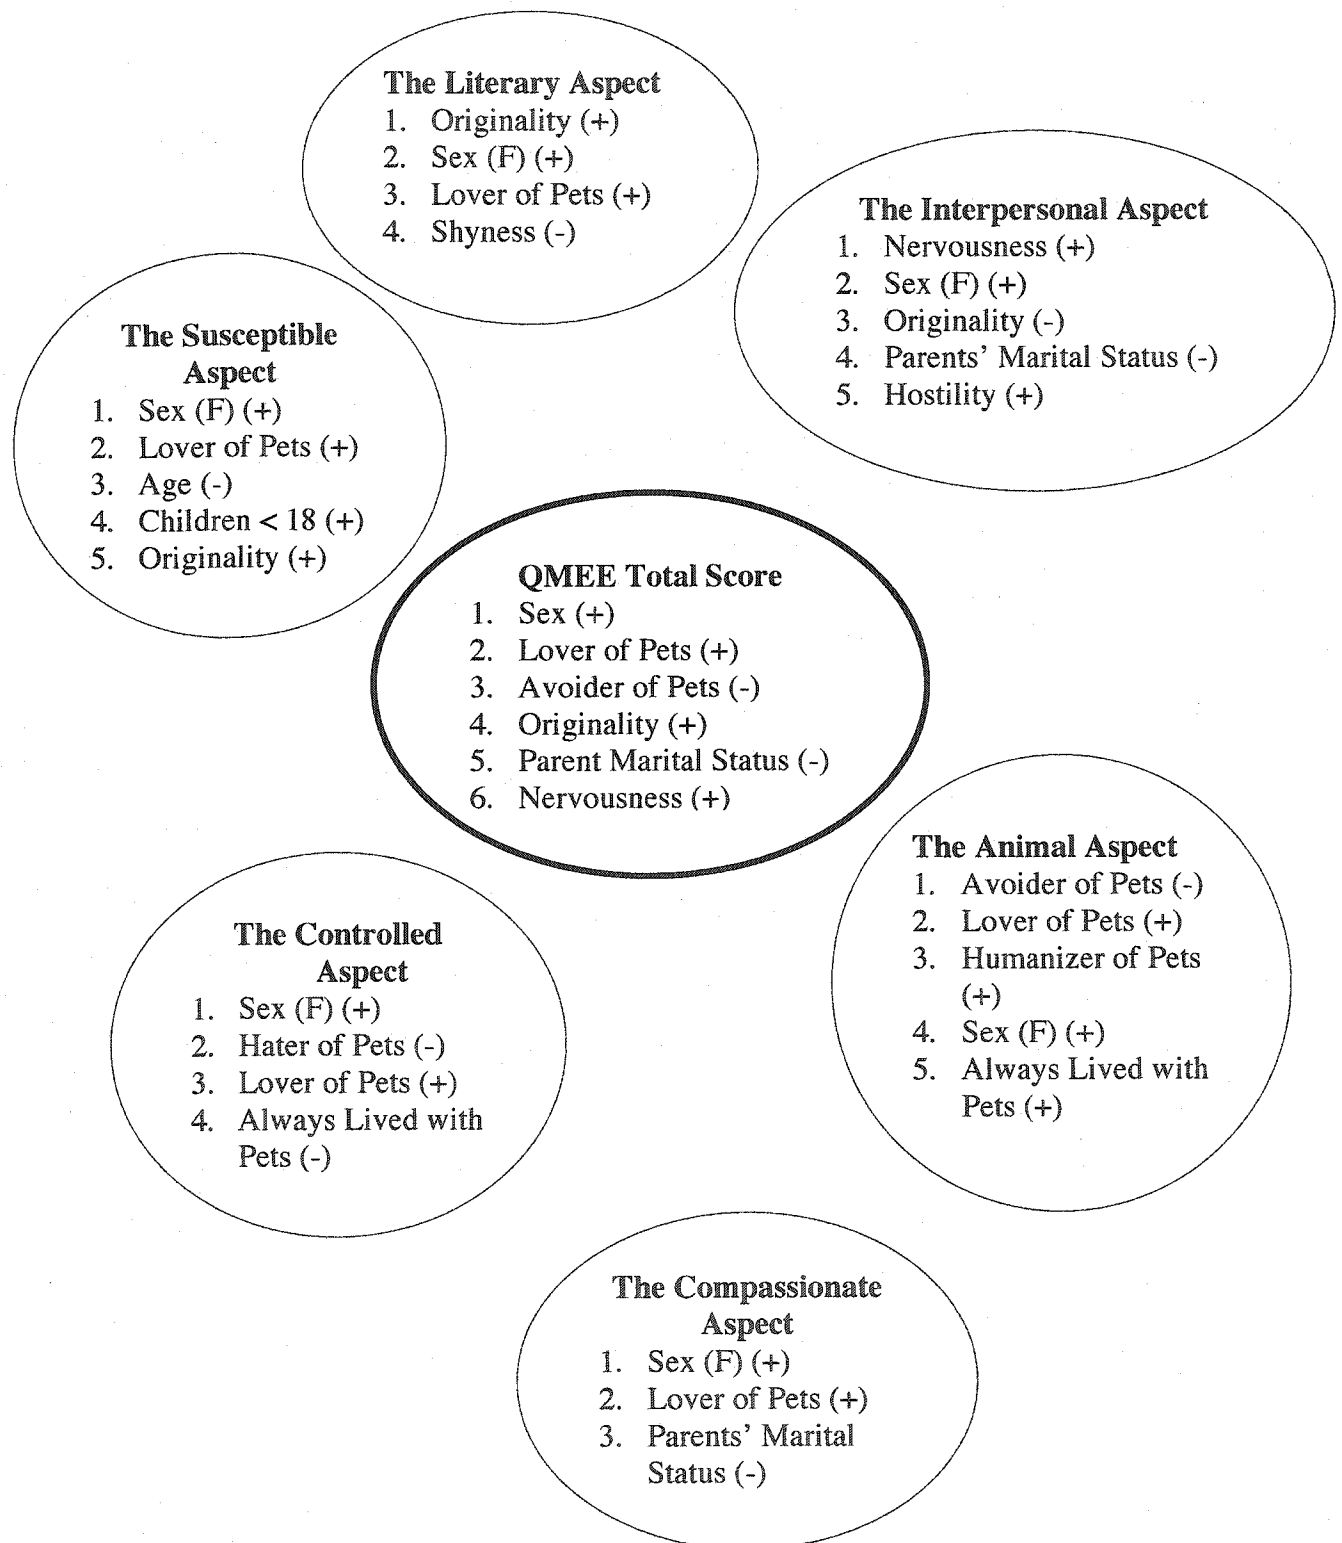 The Literary Aspect
1. Originality (+)
2. Sex (F) (+)
3. Lover of Pets (+)
4. Shyness (-)
The Interpersonal Aspect
1. Nervousness (+)
2. Sex (F) (+)
3. Originality (-)
4. Parents' Marital Status (-)
5. Hostility (+)
The Susceptible
Aspect
1. Sex (F) (+)
2. Lover of Pets (+)
3. Age (-)
4. Children < 18 (+)
5. Originality (+)
QMEE Total Score
1. Sex (+)
2. Lover of Pets (+)
3. Avoider of Pets (-)
4. Originality (+)
5. Parent Marital Status (-)
6. Nervousness (+)
The Animal Aspect
1. Avoider of Pets (-)
2. Lover of Pets (+)
3. Humanizer of Pets
(+)
4. Sex (F) (+)
5. Always Lived with
Pets (+)
The Controlled
Aspect
1. Sex (F) (+)
2. Hater of Pets (-)
3. Lover of Pets (+)
4. Always Lived with
Pets (-)
The Compassionate
Aspect
1. Sex (F) (+)
2. Lover of Pets (+)
3. Parents' Marital
Status (-)